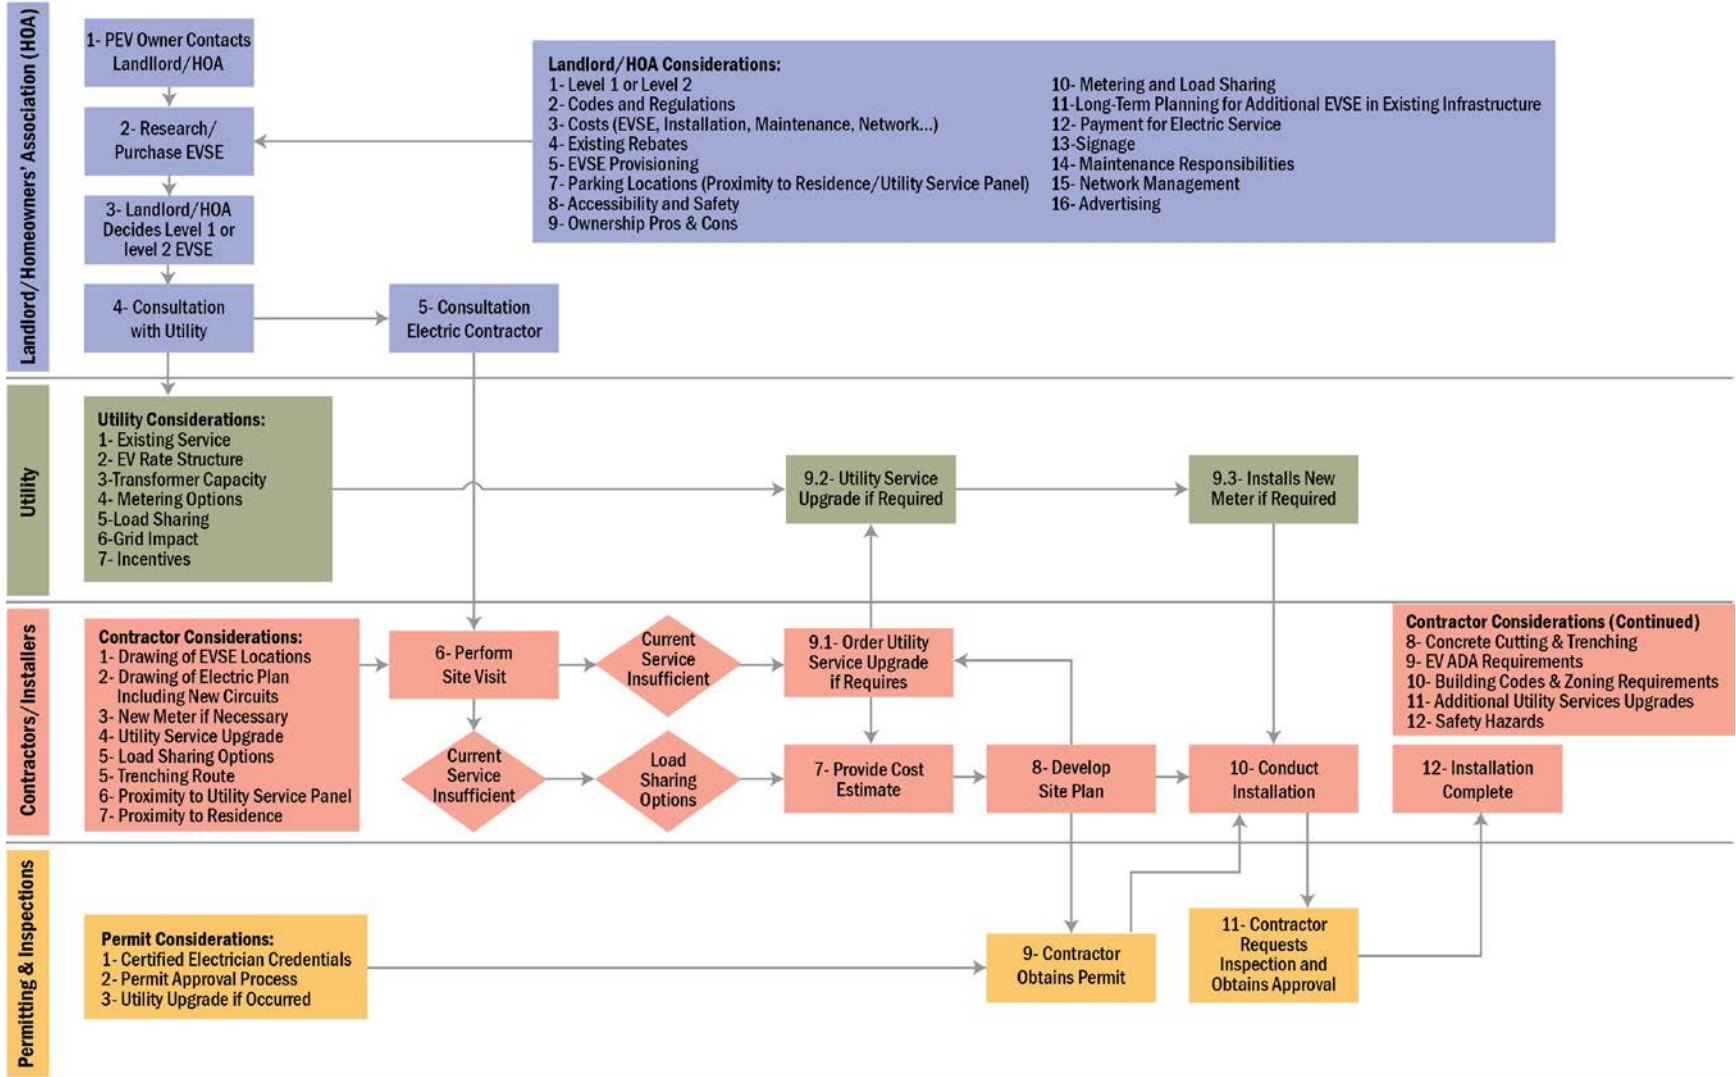 Landlord/Homeowners' Association (HOA)
1- PEV Owner Contacts
Landllord/HOA
2- Research/
Purchase EVSE
3- Landlord/HOA
Decides Level 1 or
level 2 EVSE
4- Consultation
with Utility
5- Consultation
Electric Contractor
Landlord/HOA Considerations:
1- Level 1 or Level 2
2- Codes and Regulations
3- Costs (EVSE, Installation, Maintenance, Network...)
4- Existing Rebates
5- EVSE Provisioning
7- Parking Locations (Proximity to Residence/Utility Service Panel)
8- Accessibility and Safety
9- Ownership Pros & Cons
10- Metering and Load Sharing
11-Long-Term Planning for Additional EVSE in Existing Infrastructure
12- Payment for Electric Service
13-Signage
14- Maintenance Responsibilities
15- Network Management
16- Advertising
Utility
Utility Considerations:
1- Existing Service
2- EV Rate Structure
3-Transformer Capacity
4- Metering Options
5-Load Sharing
6-Grid Impact
7- Incentives
9.2- Utility Service
Upgrade if Required
9.3- Installs New
Meter if Required
Contractors/Installers
Contractor Considerations:
1- Drawing of EVSE Locations
2- Drawing of Electric Plan
Including New Circuits
3- New Meter if Necessary
4- Utility Service Upgrade
5- Load Sharing Options
5- Trenching Route
6- Proximity to Utility Service Panel
7- Proximity to Residence
6- Perform
Site Visit
Current
Service
Insufficient
9.1- Order Utility
Service Upgrade
if Requires
Current
Service
Insufficient
Load
Sharing
Options
7- Provide Cost
Estimate
8- Develop
Site Plan
10- Conduct
Installation
Contractor Considerations (Continued)
8- Concrete Cutting & Trenching
9- EV ADA Requirements
10- Building Codes & Zoning Requirements
11- Additional Utility Services Upgrades
12- Safety Hazards
12- Installation
Complete
Permitting & Inspections
Permit Considerations:
1- Certified Electrician Credentials
2- Permit Approval Process
3- Utility Upgrade if Occurred
9- Contractor
Obtains Permit
11- Contractor
Requests
Inspection and
Obtains Approval